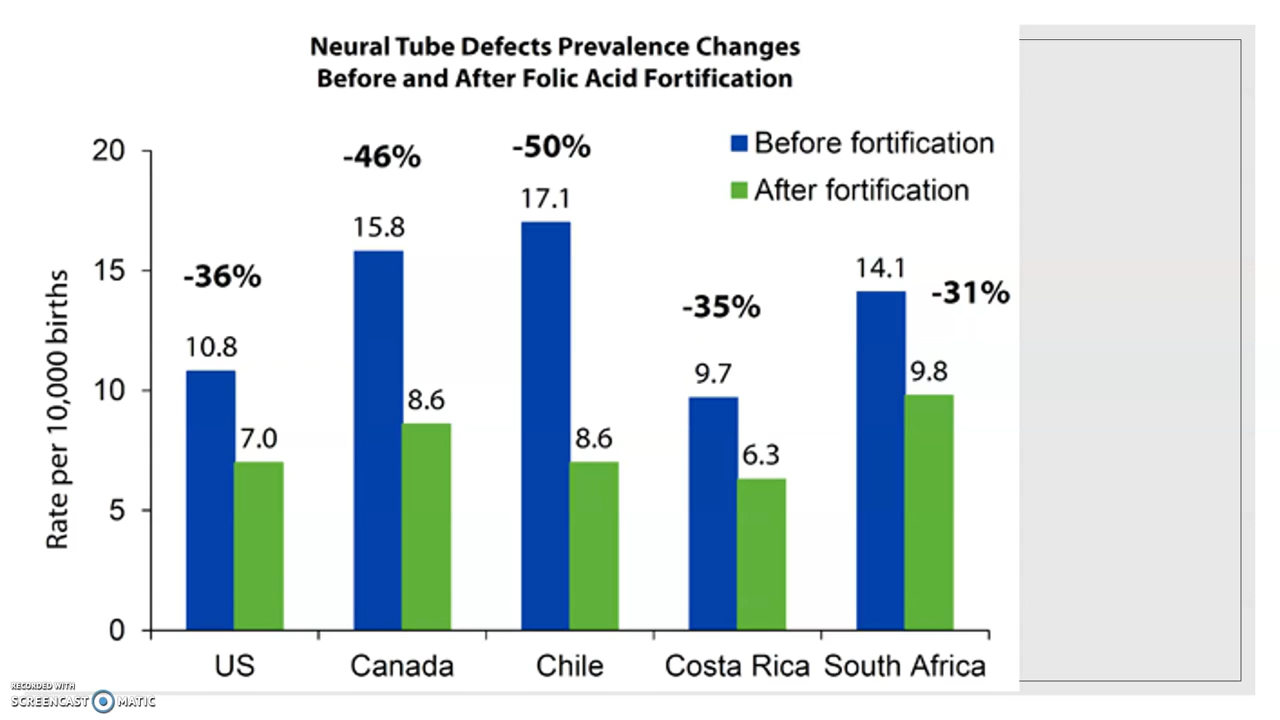 Neural Tube Defects Prevalence Changes
Before and After Folic Acid Fortification
Before fortification
After fortification
Rate per 10,000 births
20
15
10
5
0
-36%
10.8
7.0
-46%
15.8
8.6
-50%
17.1
8.6
-35%
9.7
6.3
-31%
14.1
9.8
US
Canada
Chile
Costa Rica
South Africa
RECORDED WITH
SCREENCAST MATIC